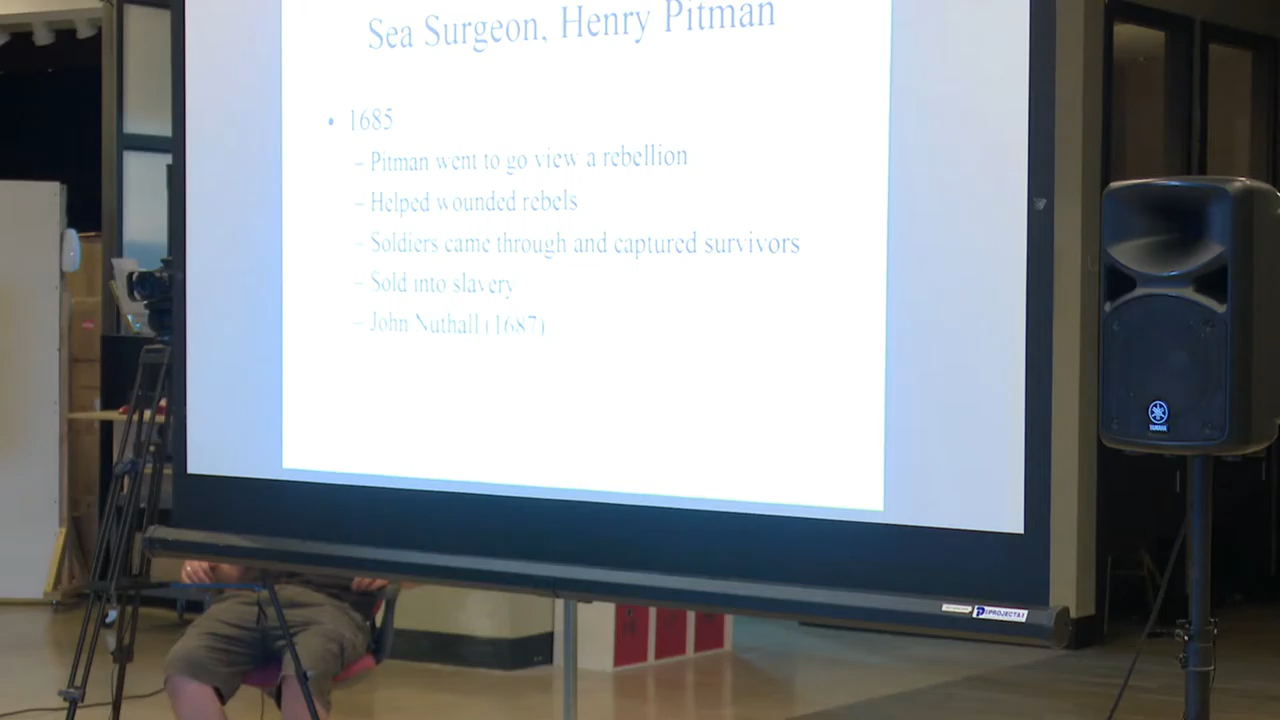 Sea Surgeon, Henry Pitman
• 1685
– Pitman went to go view a rebellion
– Helped wounded rebels
– Soldiers came through and captured survivors
– Sold into slavery
– John Nuthall (1687)
YAMAHA